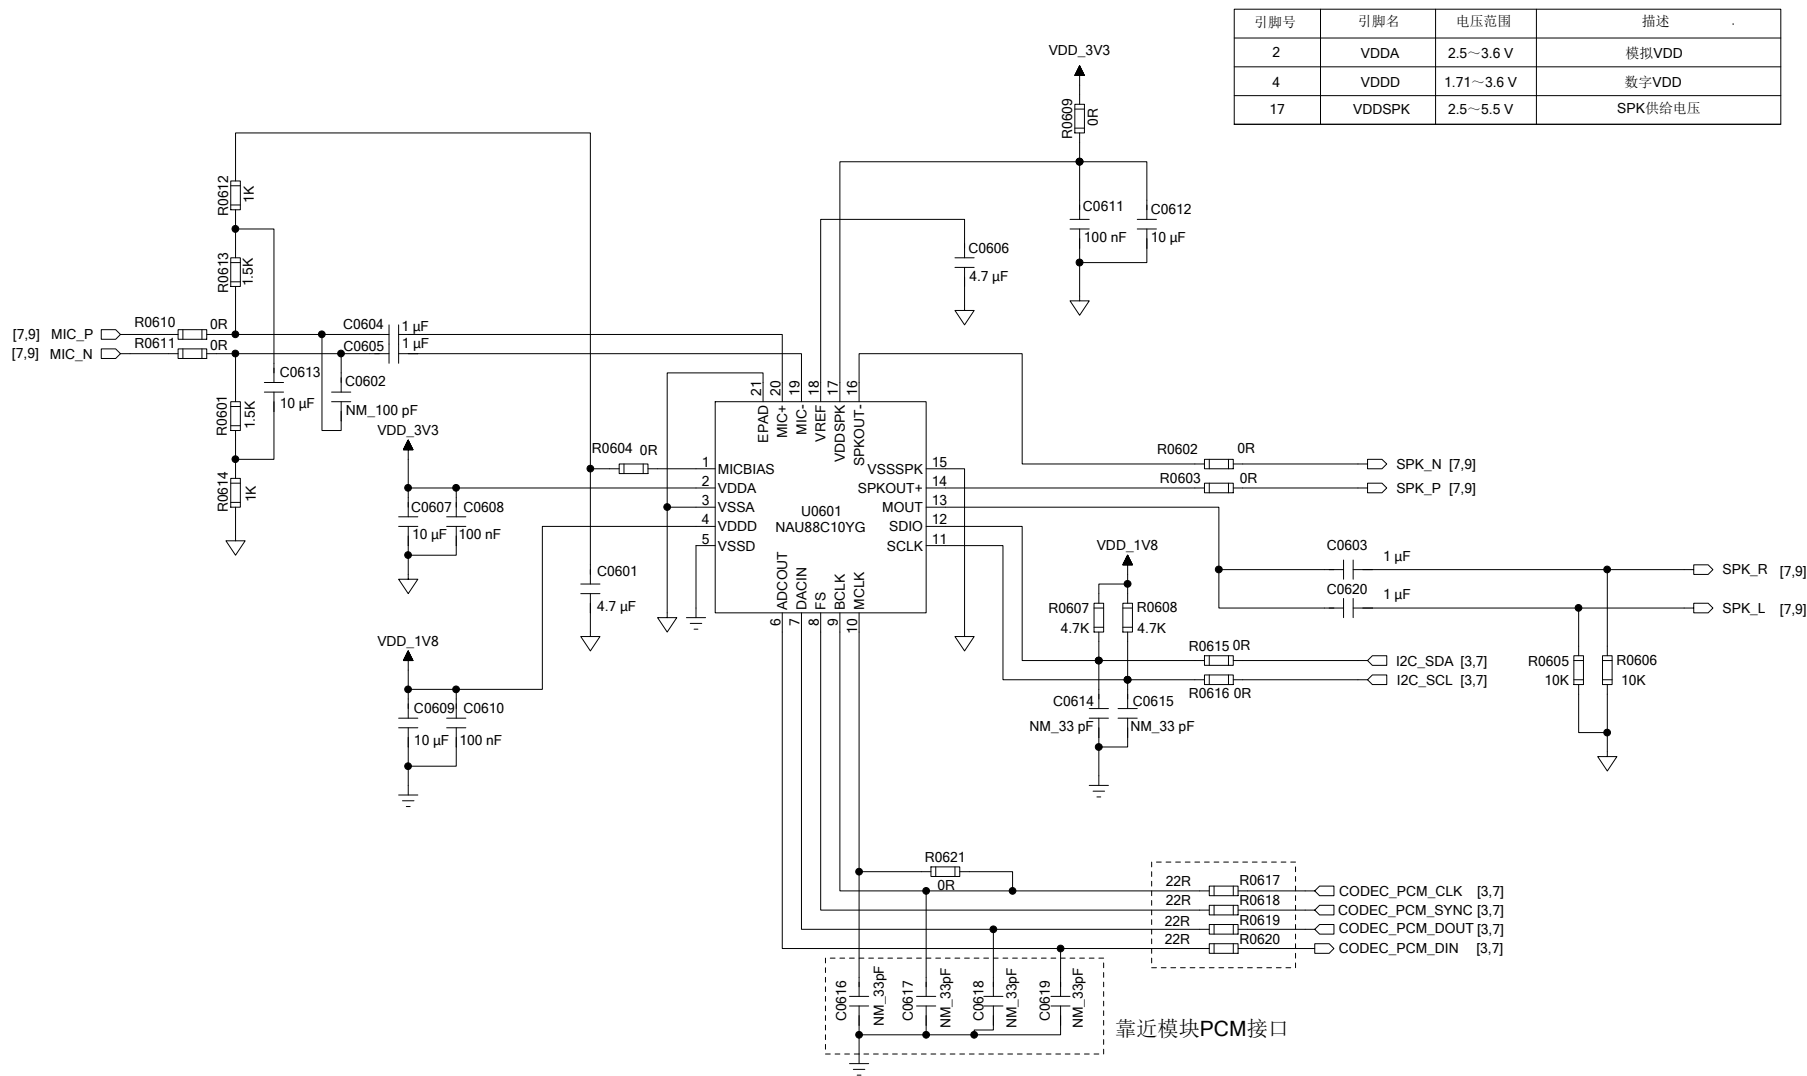 引脚号 引脚名 电压范围 描述
2 VDDA 2.5～3.6 V 模拟VDD
4 VDDD 1.71～3.6 V 数字VDD
17 VDDSPK 2.5～5.5 V SPK供给电压
VDD_3V3
R0609
0R
C0611
100 nF
C0612
10 µF
C0606
4.7 µF
R0612
1K
R0613
1.5K
[7,9] MIC_P R0610 0R
[7,9] MIC_N R0611 0R
C0604 1 µF
C0605 1 µF
C0613
10 µF
C0602
NM_100 pF
R0601
1.5K
R0614
1K
VDD_3V3
C0607
10 µF
C0608
100 nF
R0604 0R
C0601
4.7 µF
VDD_1V8
C0609
10 µF
C0610
100 nF
21 EPAD
20 MIC+
19 MIC-
18 VREF
17 VDDSPK
16 SPKOUT-
1 MICBIAS
2 VDDA
3 VSSA
4 VDDD
5 VSSD
U0601
NAU88C10YG
VSSSPK 15
SPKOUT+ 14
MOUT 13
SDIO 12
SCLK 11
ADCOUT 6
DACIN 7
FS 8
BCLK 9
MCLK 10
R0602 0R SPK_N [7,9]
R0603 0R SPK_P [7,9]
C0603 1 µF SPK_R [7,9]
C0620 1 µF SPK_L [7,9]
R0605
10K
R0606
10K
VDD_1V8
R0607
4.7K
R0608
4.7K
R0615 0R I2C_SDA [3,7]
R0616 0R I2C_SCL [3,7]
C0614
NM_33 pF
C0615
NM_33 pF
R0621
0R
22R R0617 CODEC_PCM_CLK [3,7]
22R R0618 CODEC_PCM_SYNC [3,7]
22R R0619 CODEC_PCM_DOUT [3,7]
22R R0620 CODEC_PCM_DIN [3,7]
C0616
NM_33pF
C0617
NM_33pF
C0618
NM_33pF
C0619
NM_33pF
靠近模块PCM接口